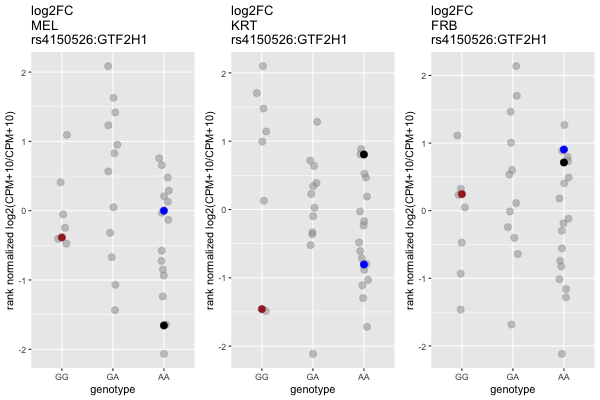 log2FC
MEL
rs4150526:GTF2H1
rank normalized log2(CPM+10/CPM+10)
2
1
0
-1
-2
GG GA AA
genotype
log2FC
KRT
rs4150526:GTF2H1
rank normalized log2(CPM+10/CPM+10)
2
1
0
-1
-2
GG GA AA
genotype
log2FC
FRB
rs4150526:GTF2H1
rank normalized log2(CPM+10/CPM+10)
2
1
0
-1
-2
GG GA AA
genotype